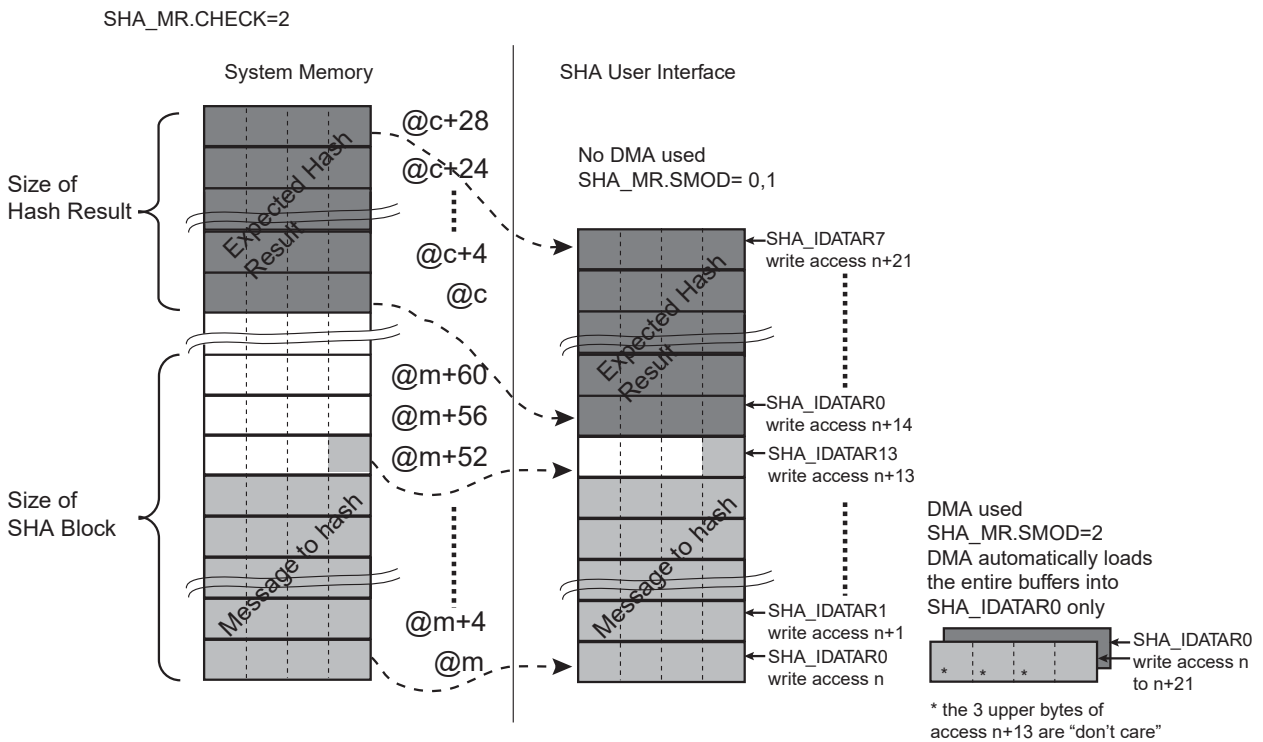 SHA_MR.CHECK=2
System Memory
SHA User Interface
Size of
Hash Result
Expected Hash
Result
@c+28
@c+24
@c+4
@c
Size of
SHA Block
Message to hash
@m+60
@m+56
@m+52
@m+4
@m
No DMA used
SHA_MR.SMOD= 0,1
Expected Hash
Result
Message to hash
SHA_IDATAR7
write access n+21
SHA_IDATAR0
write access n+14
SHA_IDATAR13
write access n+13
SHA_IDATAR1
write access n+1
SHA_IDATAR0
write access n
DMA used
SHA_MR.SMOD=2
DMA automatically loads
the entire buffers into
SHA_IDATAR0 only
* * *
SHA_IDATAR0
write access n
to n+21
* the 3 upper bytes of
access n+13 are “don’t care”